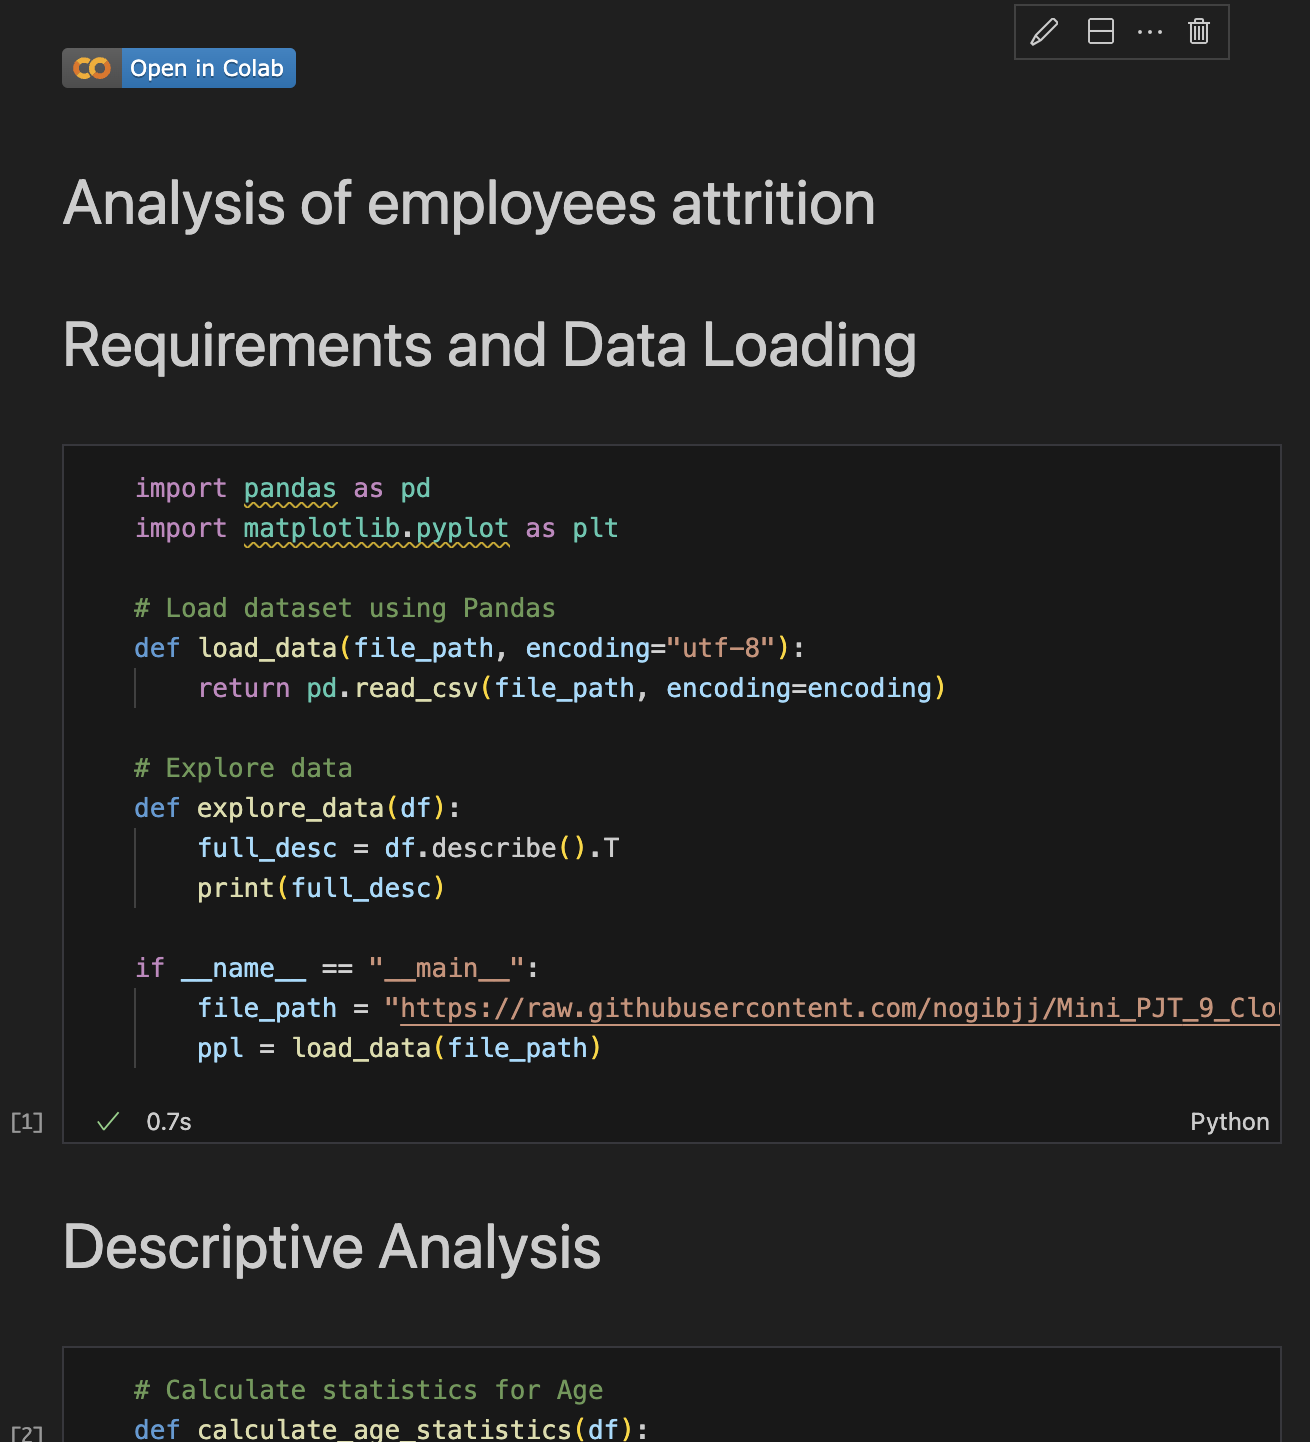 Open in Colab
Analysis of employees attrition
Requirements and Data Loading
import pandas as pd
import matplotlib.pyplot as plt
# Load dataset using Pandas
def load_data(file_path, encoding="utf-8"):
    return pd.read_csv(file_path, encoding=encoding)
# Explore data
def explore_data(df):
    full_desc = df.describe().T
    print(full_desc)
if __name__ == "__main__":
    file_path = "https://raw.githubusercontent.com/nogibjj/Mini_PJT_9_Clou
    ppl = load_data(file_path)
[1] 0.7s Python
Descriptive Analysis
# Calculate statistics for Age
def calculate_age_statistics(df):
[2]